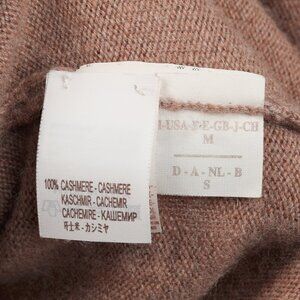 100% CASHMERE - CASHMERE
KASCHMIR - CACHEMIR
CACHEMIRE - КАШЕМИР
カシミヤ
I-USA-F-E-GB-J-CH
M
D - A - NL - B
S